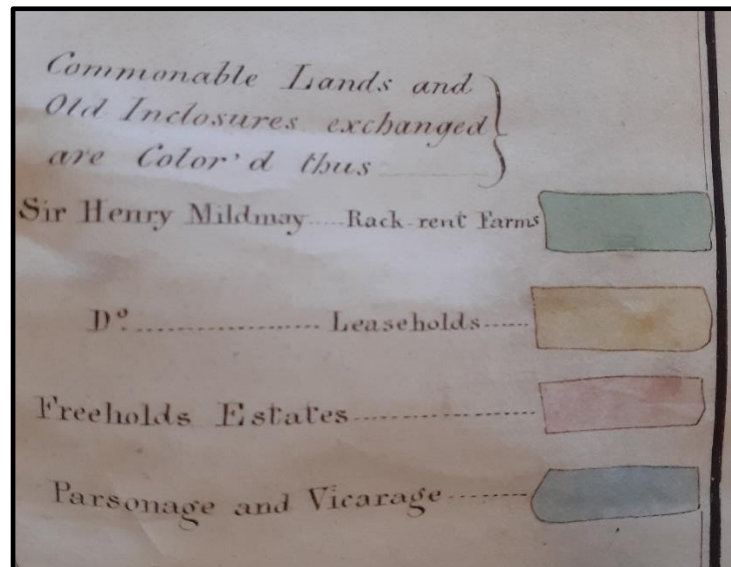 Commonable Lands and
Old Inclosures exchanged
are Color'd thus
Sir Henry Mildmay Rack rent Farms
Do. Leaseholds
Freeholds Estates
Parsonage and Vicarage